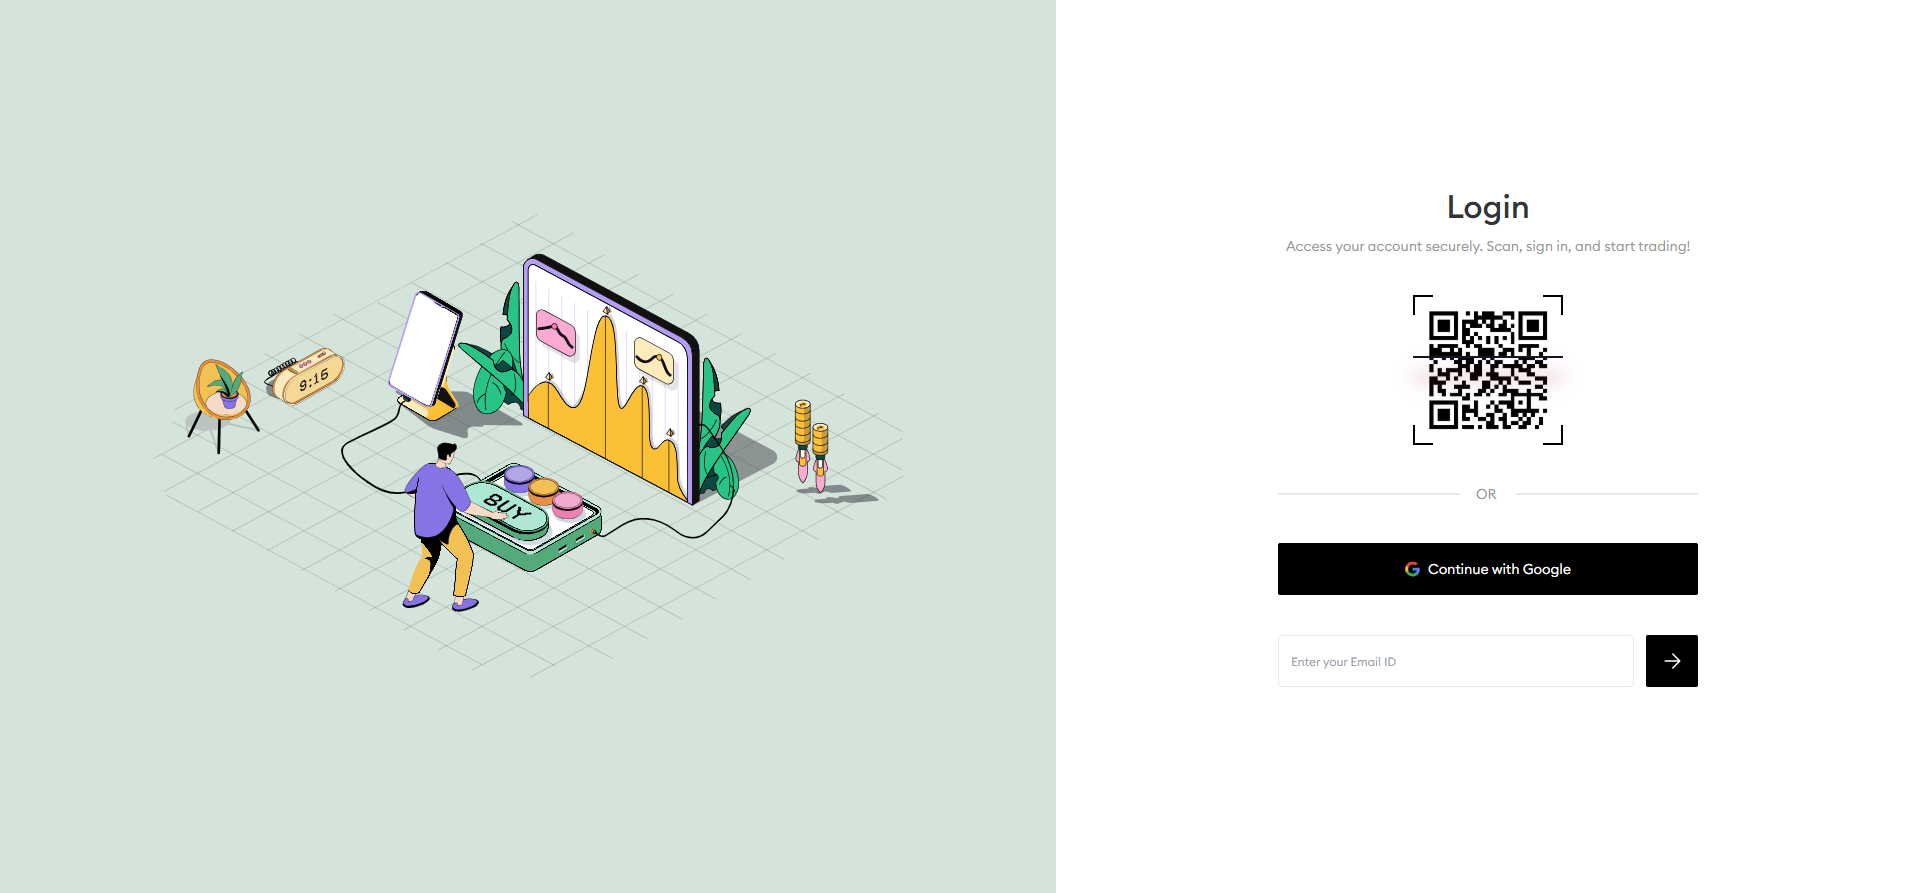 9:15
BUY
Login
Access your account securely. Scan, sign in, and start trading!
OR
Continue with Google
Enter your Email ID